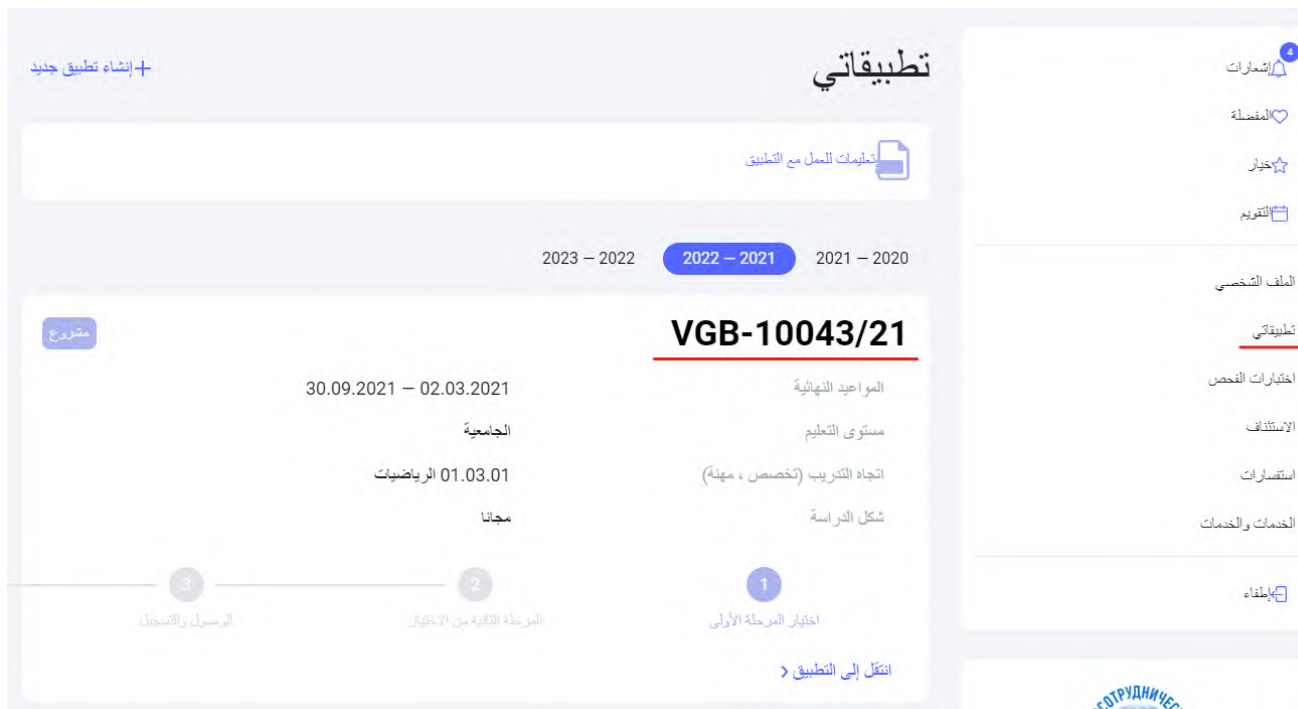 تطبيقاتي
+إنشاء تطبيق جديد
تعليمات للعمل مع التطبيق
2020 – 2021
2021 – 2022
2022 – 2023
VGB-10043/21
مشروع
المواعيد النهائية
02.03.2021 – 30.09.2021
مستوى التعليم
الجامعية
اتجاه التدريب (تخصص ، مهنة)
01.03.01 الرياضيات
شكل الدراسة
مجانا
1
2
3
اختيار المرحلة الأولى
المرحلة الثانية من الاختيار
الوصول والتسجيل
انتقل إلى التطبيق
4
إشعارات
المفضلة
خيار
التقويم
الملف الشخصي
تطبيقاتي
اختبارات الفحص
الاستئناف
استفسارات
الخدمات والخدمات
إطفاء